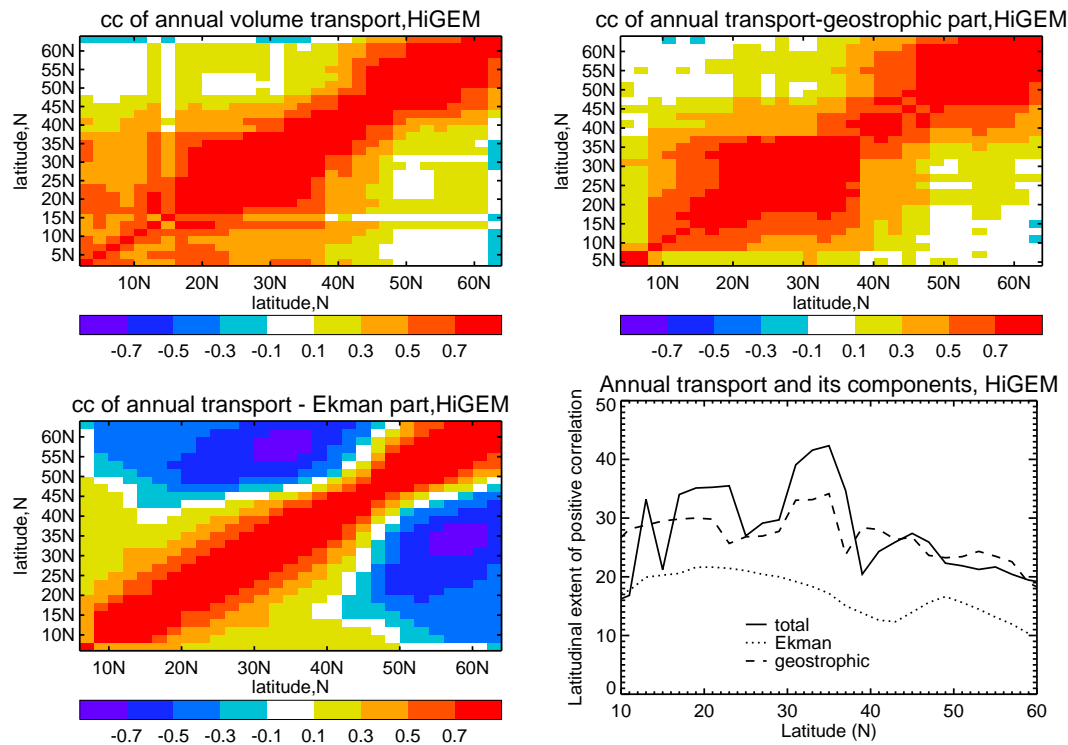 cc of annual volume transport,HiGEM
latitude,N
60N
55N
50N
45N
40N
35N
30N
25N
20N
15N
10N
5N
10N 20N 30N 40N 50N 60N
latitude,N
-0.7 -0.5 -0.3 -0.1 0.1 0.3 0.5 0.7
cc of annual transport-geostrophic part,HiGEM
latitude,N
60N
55N
50N
45N
40N
35N
30N
25N
20N
15N
10N
5N
10N 20N 30N 40N 50N 60N
latitude,N
-0.7 -0.5 -0.3 -0.1 0.1 0.3 0.5 0.7
cc of annual transport - Ekman part,HiGEM
latitude,N
60N
55N
50N
45N
40N
35N
30N
25N
20N
15N
10N
10N 20N 30N 40N 50N 60N
latitude,N
-0.7 -0.5 -0.3 -0.1 0.1 0.3 0.5 0.7
Annual transport and its components, HiGEM
Latitudinal extent of positive correlation
50
40
30
20
10
0
total
Ekman
geostrophic
10 20 30 40 50 60
Latitude (N)